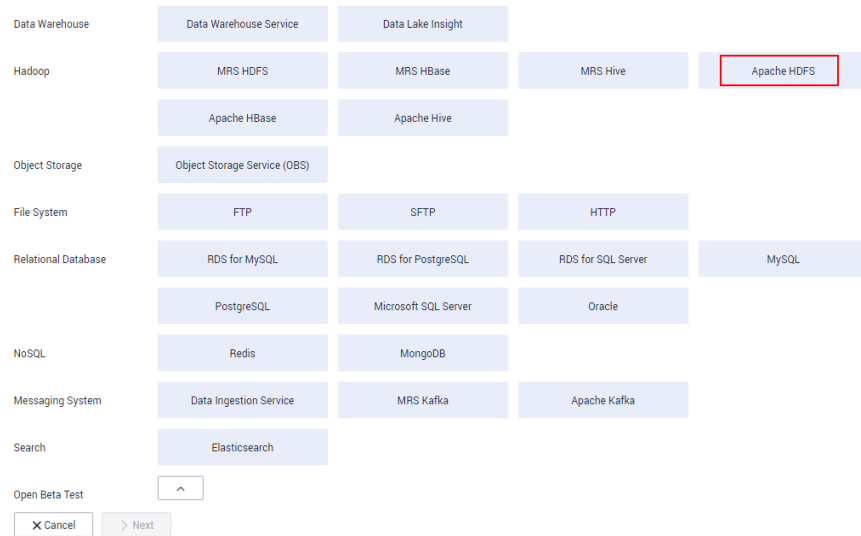 Data Warehouse Data Warehouse Service Data Lake Insight
Hadoop MRS HDFS MRS HBase MRS Hive Apache HDFS
Apache HBase Apache Hive
Object Storage Object Storage Service (OBS)
File System FTP SFTP HTTP
Relational Database RDS for MySQL RDS for PostgreSQL RDS for SQL Server MySQL
PostgreSQL Microsoft SQL Server Oracle
NoSQL Redis MongoDB
Messaging System Data Ingestion Service MRS Kafka Apache Kafka
Search Elasticsearch
Open Beta Test
Cancel Next